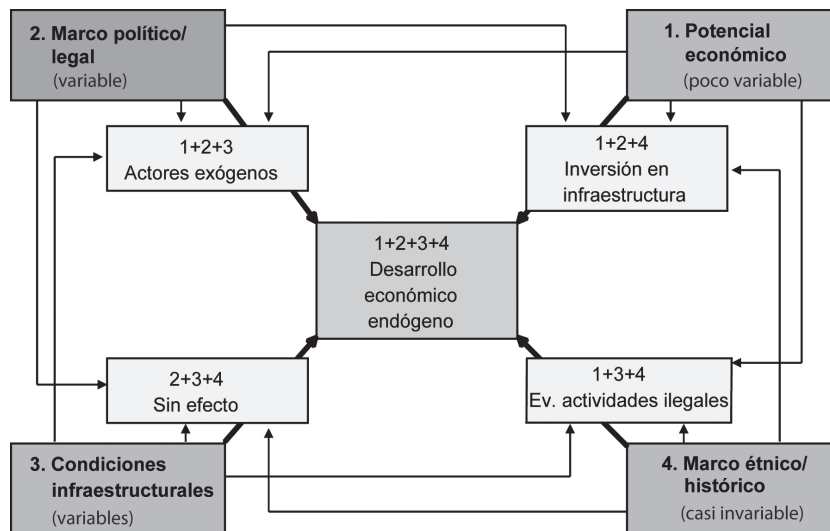 2. Marco político/
legal
(variable)
1. Potencial
económico
(poco variable)
1+2+3
Actores exógenos
1+2+4
Inversión en
infraestructura
1+2+3+4
Desarrollo
económico
endógeno
2+3+4
Sin efecto
1+3+4
Ev. actividades ilegales
3. Condiciones
infraestructurales
(variables)
4. Marco étnico/
histórico
(casi invariable)